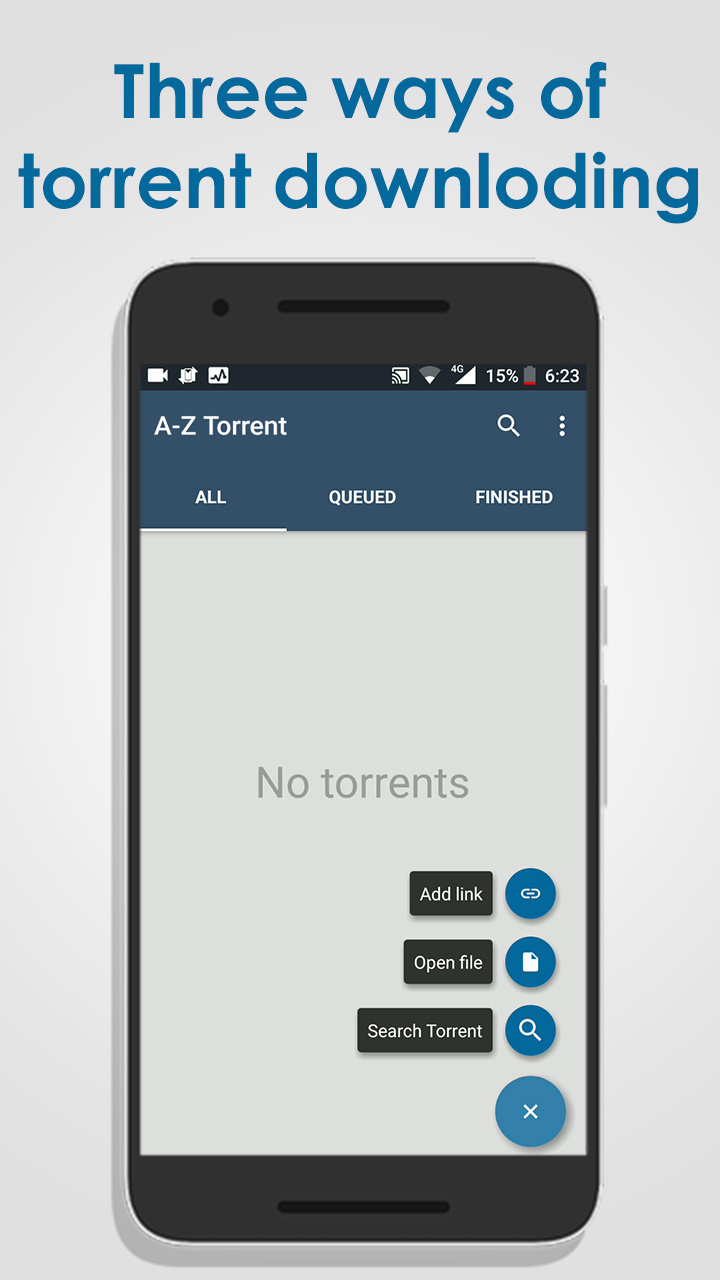 Three ways of
torrent downloding
4G 15% 6:23
A-Z Torrent
ALL QUEUED FINISHED
No torrents
Add link
Open file
Search Torrent